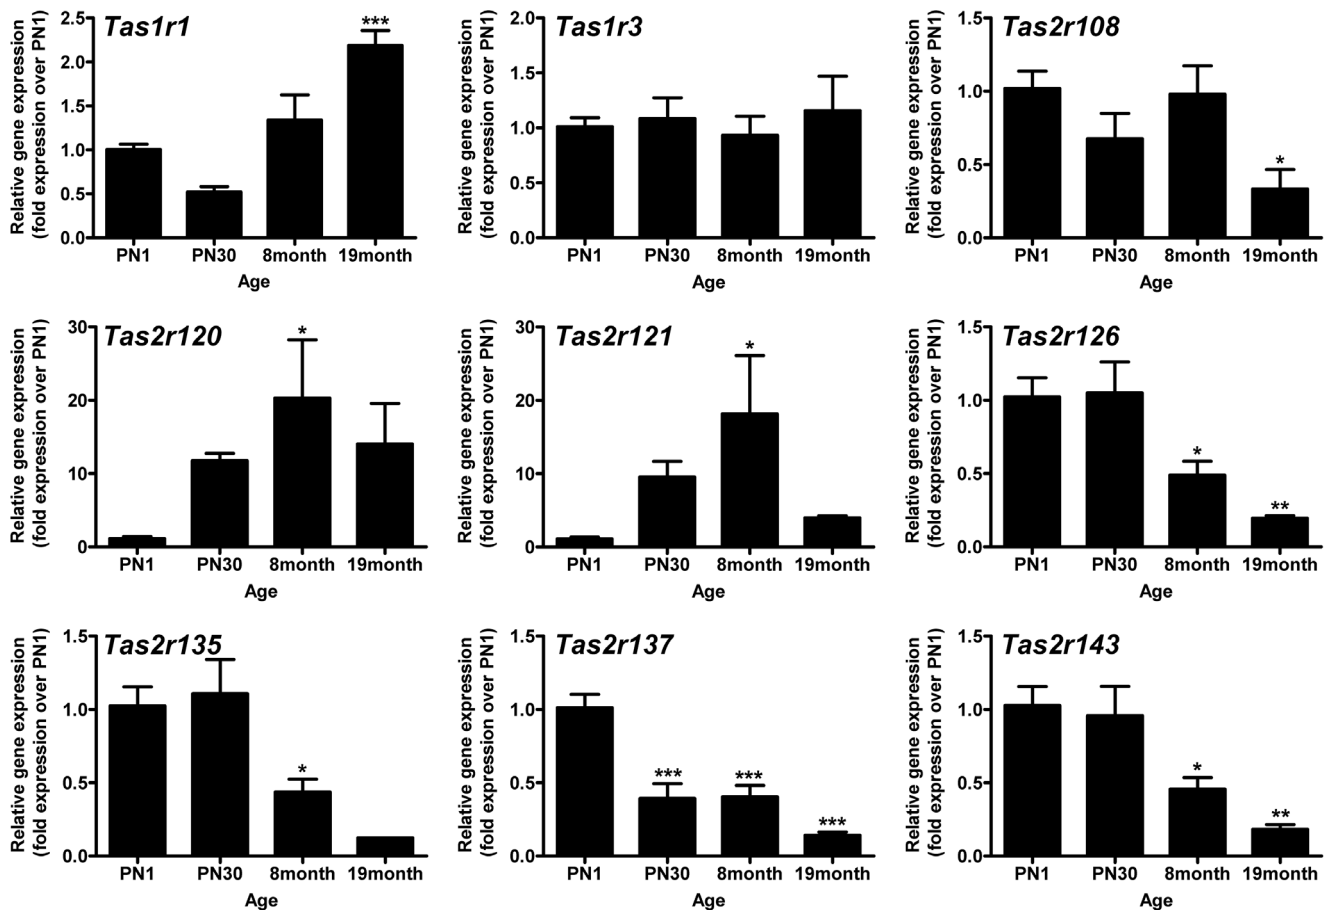 Tas1r1
Relative gene expression
(fold expression over PN1)
2.5
2.0
1.5
1.0
0.5
0.0
***
PN1 PN30 8month 19month
Age
Tas1r3
Relative gene expression
(fold expression over PN1)
2.0
1.5
1.0
0.5
0.0
PN1 PN30 8month 19month
Age
Tas2r108
Relative gene expression
(fold expression over PN1)
1.5
1.0
0.5
0.0
*
PN1 PN30 8month 19month
Age
Tas2r120
Relative gene expression
(fold expression over PN1)
30
20
10
0
*
PN1 PN30 8month 19month
Age
Tas2r121
Relative gene expression
(fold expression over PN1)
30
20
10
0
*
PN1 PN30 8month 19month
Age
Tas2r126
Relative gene expression
(fold expression over PN1)
1.5
1.0
0.5
0.0
*
**
PN1 PN30 8month 19month
Age
Tas2r135
Relative gene expression
(fold expression over PN1)
1.5
1.0
0.5
0.0
*
PN1 PN30 8month 19month
Age
Tas2r137
Relative gene expression
(fold expression over PN1)
1.5
1.0
0.5
0.0
*** ***
***
PN1 PN30 8month 19month
Age
Tas2r143
Relative gene expression
(fold expression over PN1)
1.5
1.0
0.5
0.0
*
**
PN1 PN30 8month 19month
Age